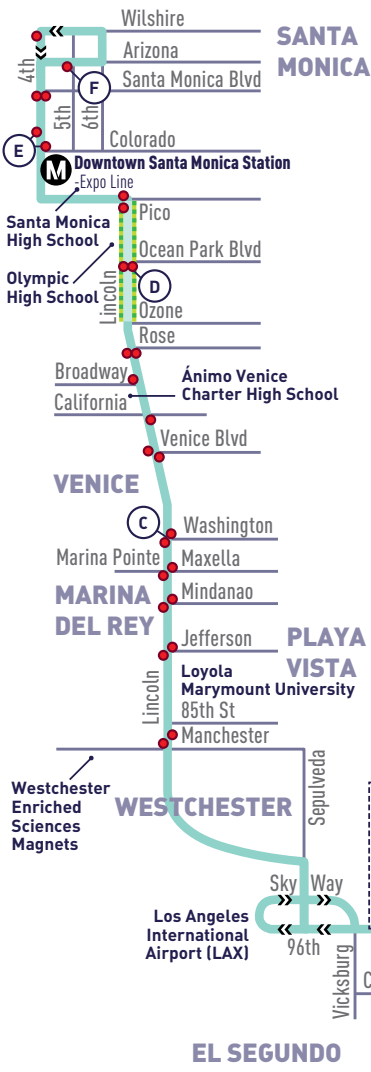 Wilshire
SANTA
MONICA
Arizona
4th
F
Santa Monica Blvd
5th
6th
Colorado
E
M
Downtown Santa Monica Station
-Expo Line
Santa Monica
High School
Pico
Olympic
High School
Ocean Park Blvd
D
Lincoln
Ozone
Rose
Broadway
Ánimo Venice
Charter High School
California
Venice Blvd
VENICE
C
Washington
Marina Pointe
Maxella
MARINA
DEL REY
Mindanao
Jefferson
PLAYA
VISTA
Loyola
Marymount University
Lincoln
85th St
Manchester
Westchester
Enriched
Sciences
Magnets
WESTCHESTER
Sepulveda
Sky Way
Los Angeles
International
Airport (LAX)
96th
Vicksburg
C
EL SEGUNDO